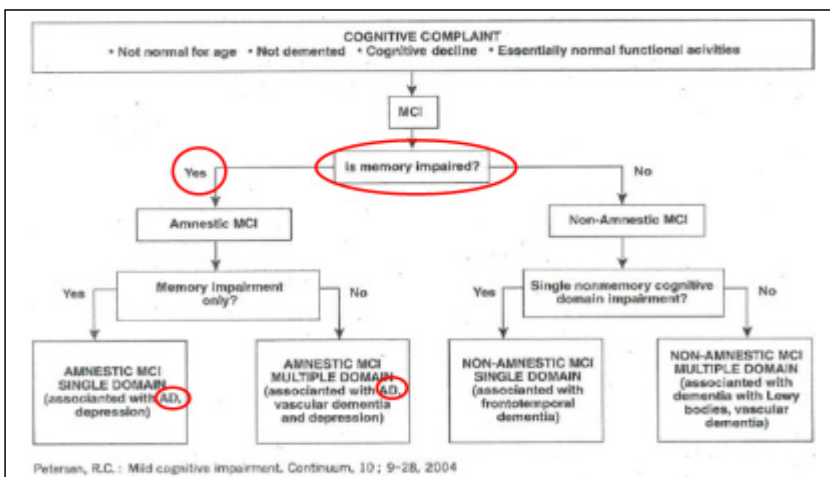 COGNITIVE COMPLAINT
• Not normal for age • Not demented • Cognitive decline • Essentially normal functional acivities
MCI
Is memory impaired?
Yes
No
Amnestic MCI
Non-Amnestic MCI
Memory Impairment
only?
Single nonmemory cognitive
domain impairment?
Yes
No
Yes
No
AMNESTIC MCI
SINGLE DOMAIN
(associanted with AD,
depression)
AMNESTIC MCI
MULTIPLE DOMAIN
(associanted with AD,
vascular dementia
and depression)
NON-AMNESTIC MCI
SINGLE DOMAIN
(associanted with
frontotemporal
dementia)
NON-AMNESTIC MCI
MULTIPLE DOMAIN
(associanted with
dementia with Lewy
bodies, vascular
dementia)
Petersen, R.C.: Mild cognitive impairment. Continuum, 10; 9-28, 2004